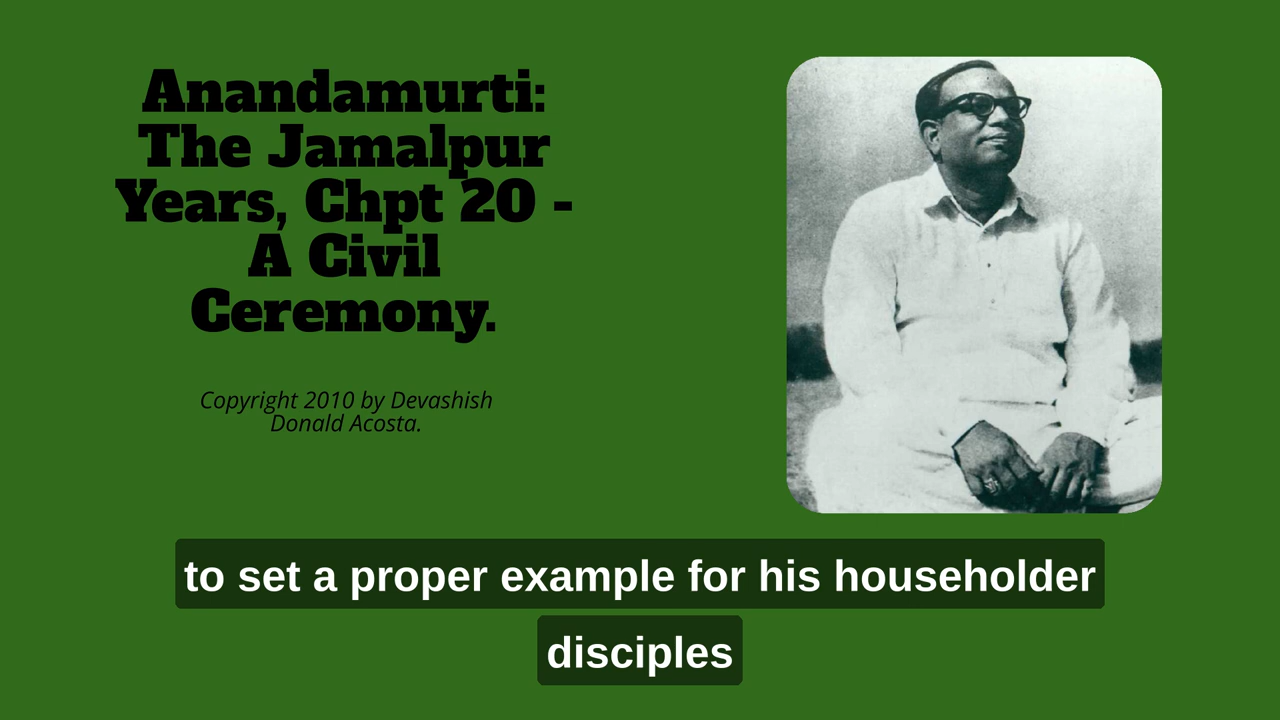 Anandamurti:
The Jamalpur
Years, Chpt 20 -
A Civil
Ceremony.
Copyright 2010 by Devashish
Donald Acosta.
to set a proper example for his householder
disciples